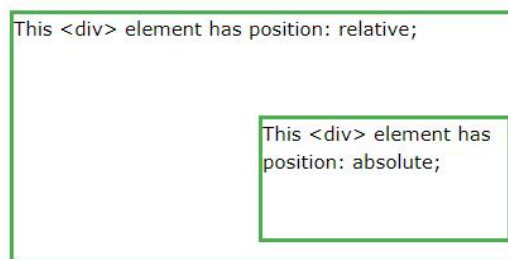 This <div> element has position: relative;
This <div> element has
position: absolute;